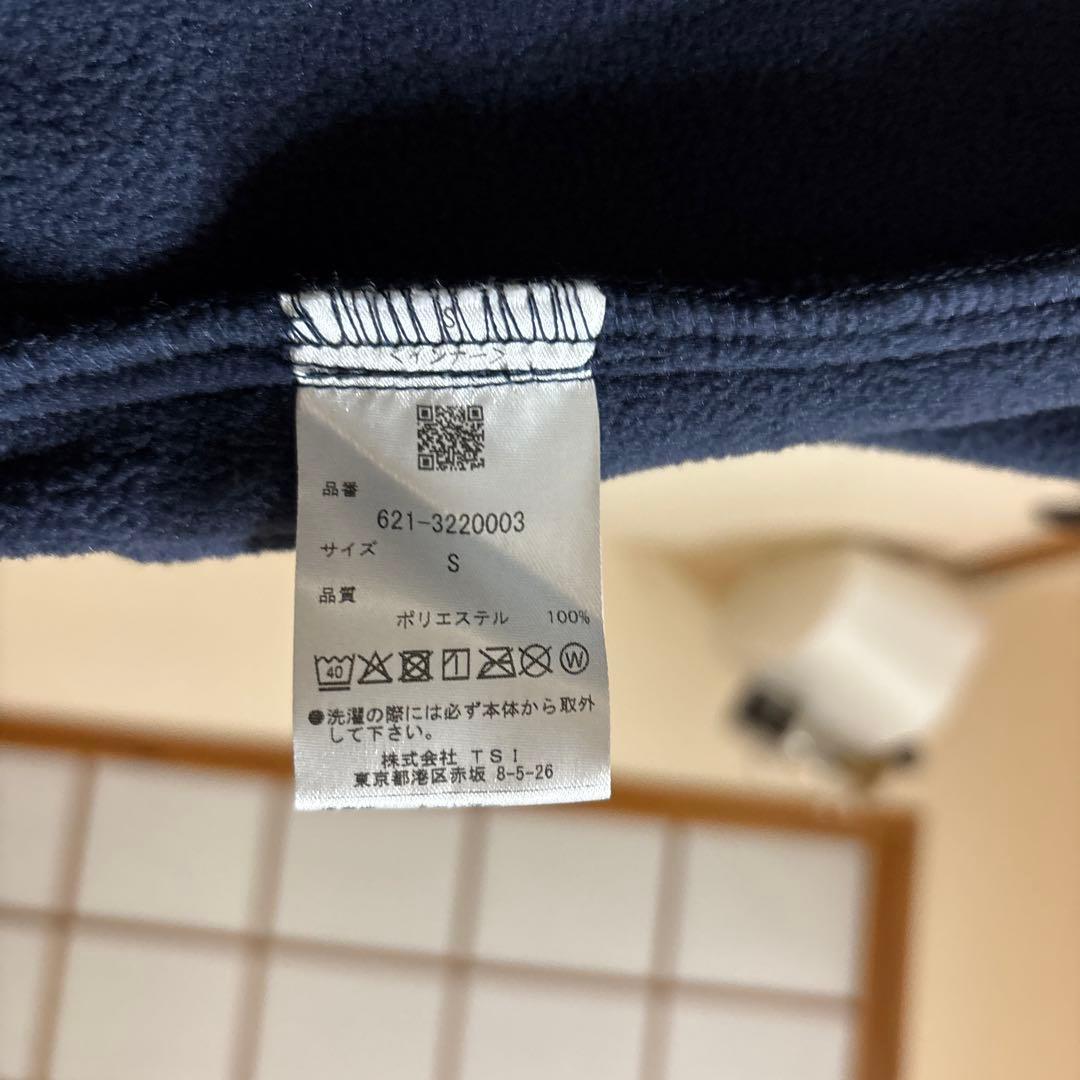 S
<インナー>
品番
621-3220003
サイズ
S
品質
ポリエステル 100%
40
W
●洗濯の際には必ず本体から取外
して下さい。
株式会社 TSI
東京都港区赤坂 8-5-26